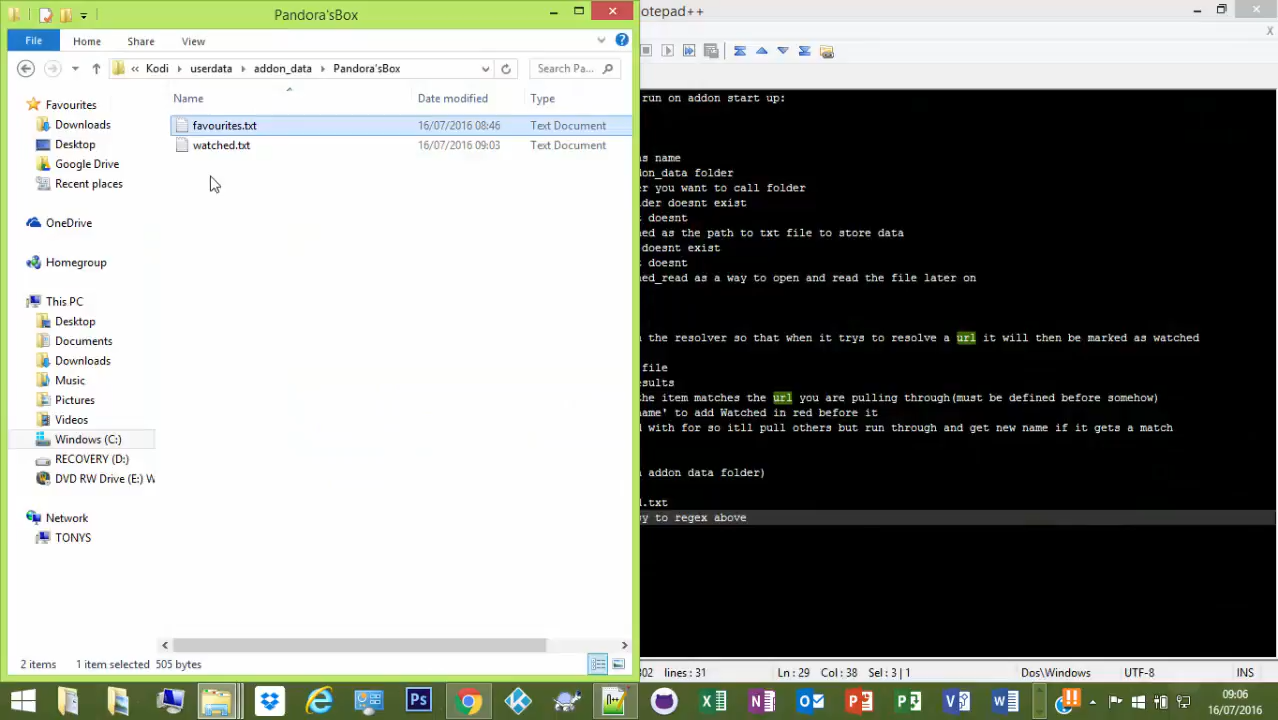 Pandora'sBox
File Home Share View
Kodi userdata addon_data Pandora'sBox
Search Pa...
Name Date modified Type
favourites.txt 16/07/2016 08:46 Text Document
watched.txt 16/07/2016 09:03 Text Document
Favourites
Downloads
Desktop
Google Drive
Recent places
OneDrive
Homegroup
This PC
Desktop
Documents
Downloads
Music
Pictures
Videos
Windows (C:)
RECOVERY (D:)
DVD RW Drive (E:) W
Network
TONYS
2 items 1 item selected 505 bytes
otepad++
X
run on addon start up:
as name
on_data folder
er you want to call folder
der doesnt exist
doesnt
ed as the path to txt file to store data
doesnt exist
doesnt
ed_read as a way to open and read the file later on
the resolver so that when it trys to resolve a url it will then be marked as watched
file
esults
the item matches the url you are pulling through(must be defined before somehow)
name' to add Watched in red before it
d with for so itll pull others but run through and get new name if it gets a match
addon data folder)
d.txt
py to regex above
302 lines : 31 Ln : 29 Col : 38 Sel : 3 | 1 Dos\Windows UTF-8 INS
09:06
16/07/2016